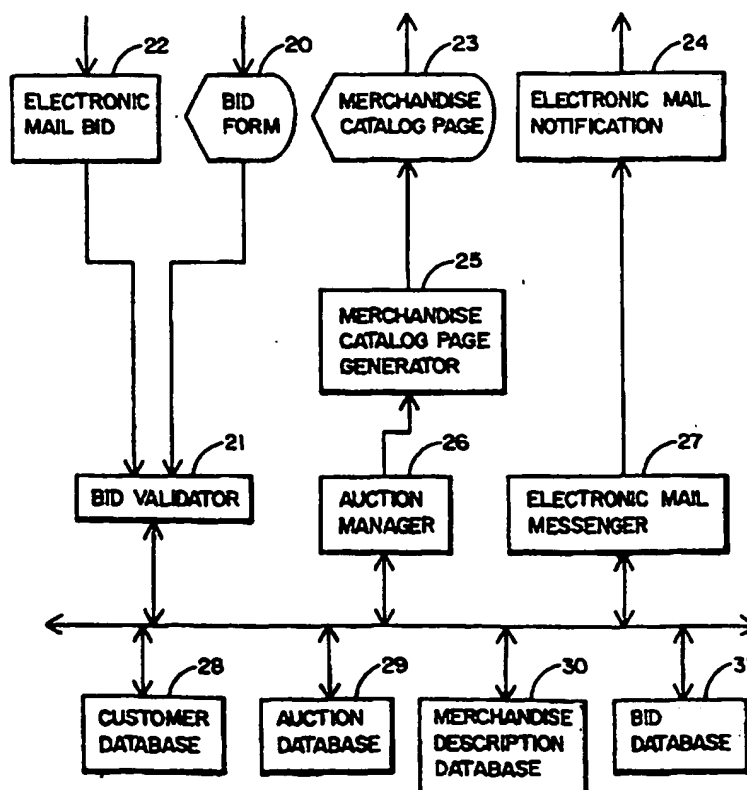 22
20
23
24
ELECTRONIC
MAIL BID
BID
FORM
MERCHANDISE
CATALOG PAGE
ELECTRONIC MAIL
NOTIFICATION
25
MERCHANDISE
CATALOG PAGE
GENERATOR
21
26
27
BID VALIDATOR
AUCTION
MANAGER
ELECTRONIC MAIL
MESSENGER
28
29
30
CUSTOMER
DATABASE
AUCTION
DATABASE
MERCHANDISE
DESCRIPTION
DATABASE
BID
DATABASE